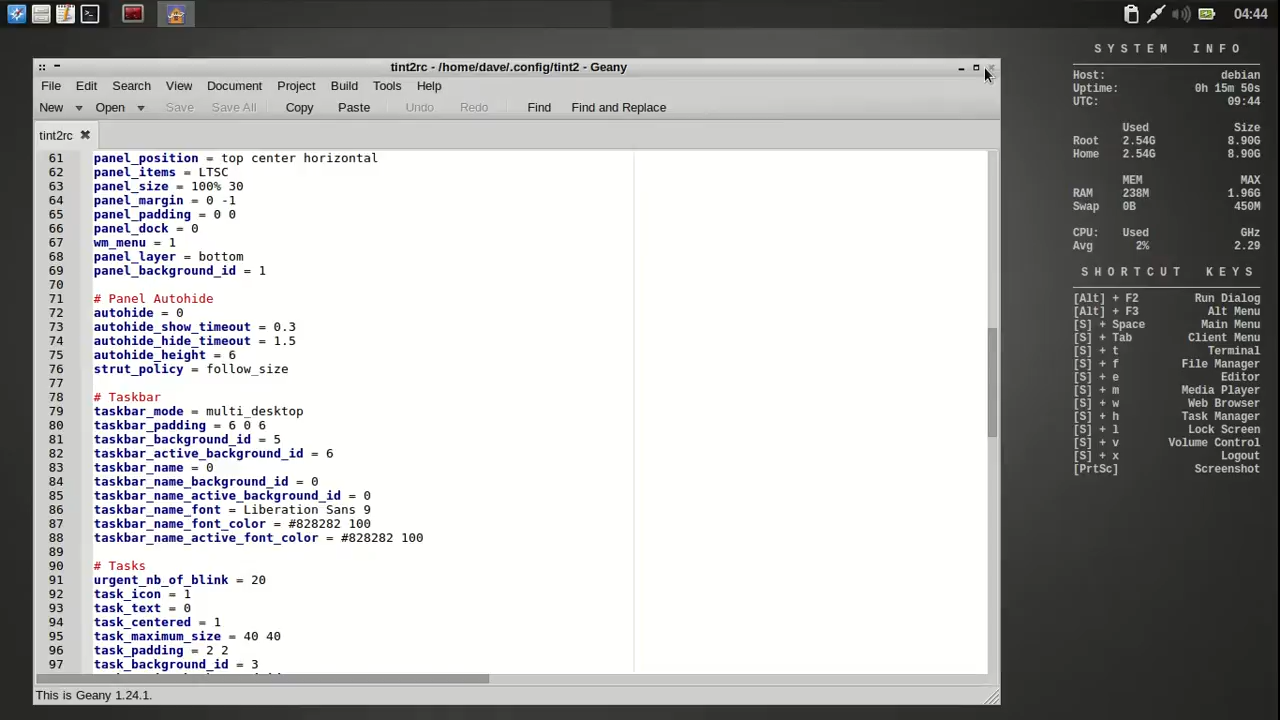 04:44
tint2rc - /home/dave/.config/tint2 - Geany
File Edit Search View Document Project Build Tools Help
New Open Save Save All Copy Paste Undo Redo Find Find and Replace
tint2rc
61 panel_position = top center horizontal
62 panel_items = LTSC
63 panel_size = 100% 30
64 panel_margin = 0 -1
65 panel_padding = 0 0
66 panel_dock = 0
67 wm_menu = 1
68 panel_layer = bottom
69 panel_background_id = 1
70
71 # Panel Autohide
72 autohide = 0
73 autohide_show_timeout = 0.3
74 autohide_hide_timeout = 1.5
75 autohide_height = 6
76 strut_policy = follow_size
77
78 # Taskbar
79 taskbar_mode = multi_desktop
80 taskbar_padding = 6 0 6
81 taskbar_background_id = 5
82 taskbar_active_background_id = 6
83 taskbar_name = 0
84 taskbar_name_background_id = 0
85 taskbar_name_active_background_id = 0
86 taskbar_name_font = Liberation Sans 9
87 taskbar_name_font_color = #828282 100
88 taskbar_name_active_font_color = #828282 100
89
90 # Tasks
91 urgent_nb_of_blink = 20
92 task_icon = 1
93 task_text = 0
94 task_centered = 1
95 task_maximum_size = 40 40
96 task_padding = 2 2
97 task_background_id = 3
This is Geany 1.24.1.
SYSTEM INFO
Host: debian
Uptime: 0h 15m 50s
UTC: 09:44
Used Size
Root 2.54G 8.90G
Home 2.54G 8.90G
MEM MAX
RAM 238M 1.96G
Swap 0B 450M
CPU: Used GHz
Avg 2% 2.29
SHORTCUT KEYS
[Alt] + F2 Run Dialog
[Alt] + F3 Alt Menu
[S] + Space Main Menu
[S] + Tab Client Menu
[S] + t Terminal
[S] + f File Manager
[S] + e Editor
[S] + m Media Player
[S] + w Web Browser
[S] + h Task Manager
[S] + l Lock Screen
[S] + v Volume Control
[S] + x Logout
[PrtSc] Screenshot